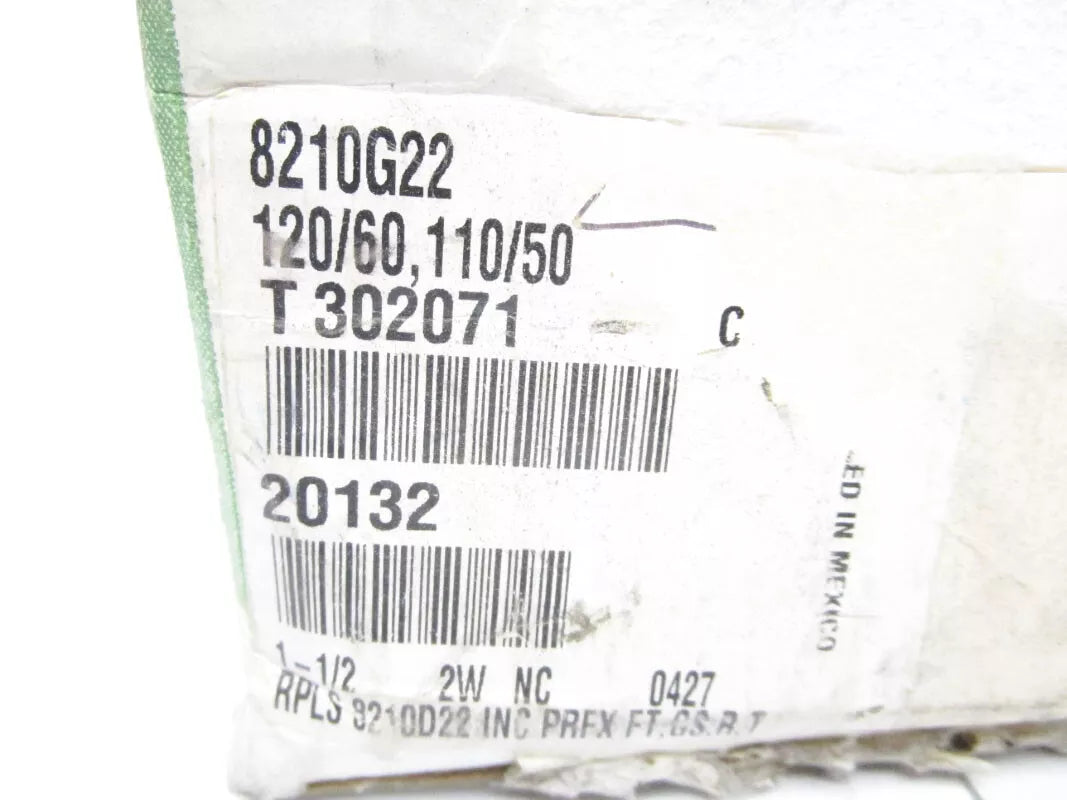 8210G22
120/60,110/50
T 302071 C
20132
1-1/2 2W NC 0427
RPLS 8210D22 INC PRFX FT.GS.R.T
ED IN MEXICO